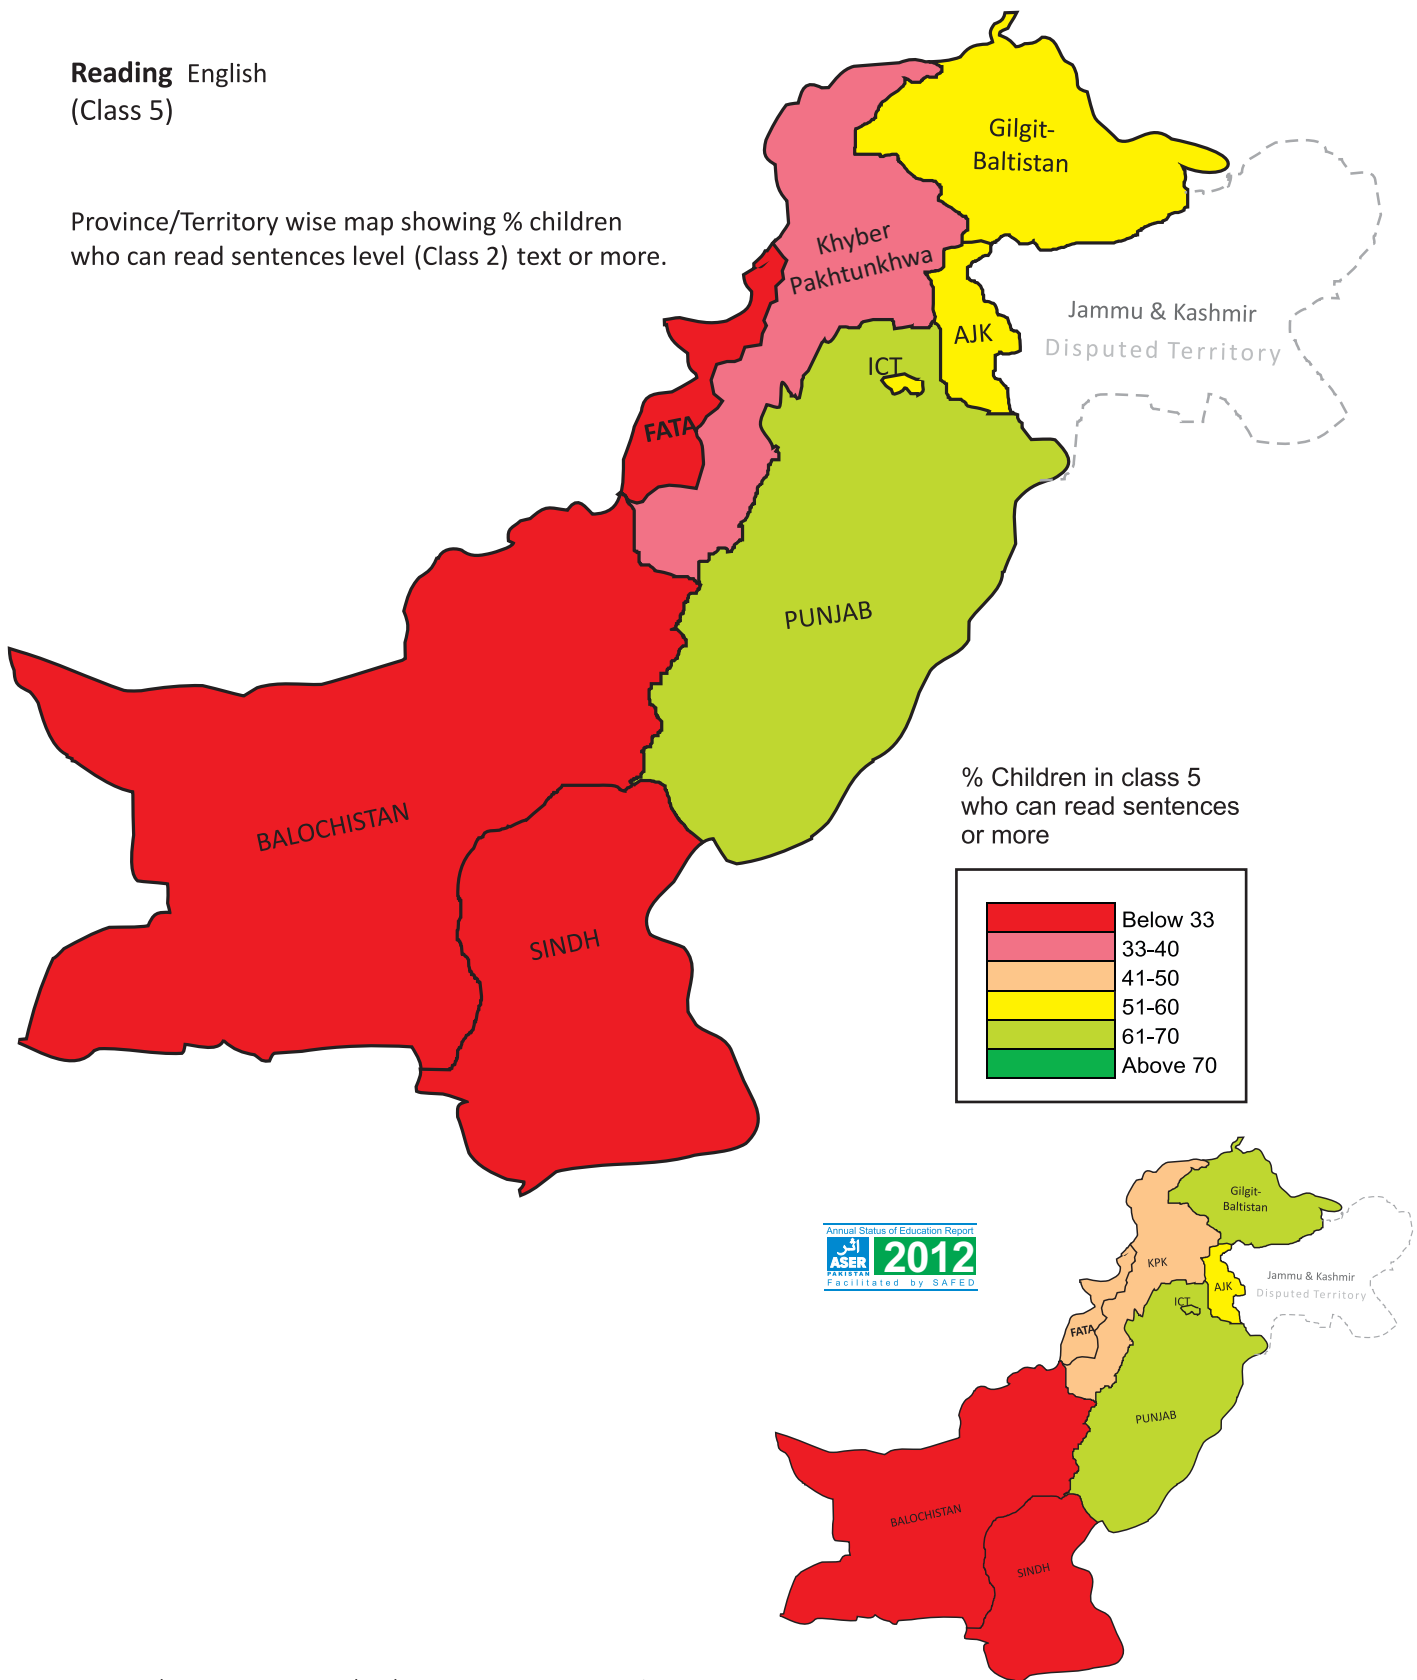 Reading English
(Class 5)
Province/Territory wise map showing % children
who can read sentences level (Class 2) text or more.
Gilgit-
Baltistan
Khyber
Pakhtunkhwa
Jammu & Kashmir
Disputed Territory
AJK
ICT
FATA
PUNJAB
BALOCHISTAN
SINDH
% Children in class 5
who can read sentences
or more
Below 33
33-40
41-50
51-60
61-70
Above 70
Annual Status of Education Report
اثر
ASER
PAKISTAN
2012
Facilitated by SAFED
Gilgit-
Baltistan
KPK
Jammu & Kashmir
Disputed Territory
AJK
ICT
FATA
PUNJAB
BALOCHISTAN
SINDH